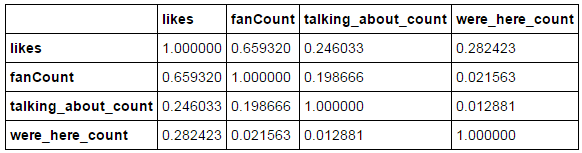 likes fanCount talking_about_count were_here_count
likes 1.000000 0.659320 0.246033 0.282423
fanCount 0.659320 1.000000 0.198666 0.021563
talking_about_count 0.246033 0.198666 1.000000 0.012881
were_here_count 0.282423 0.021563 0.012881 1.000000